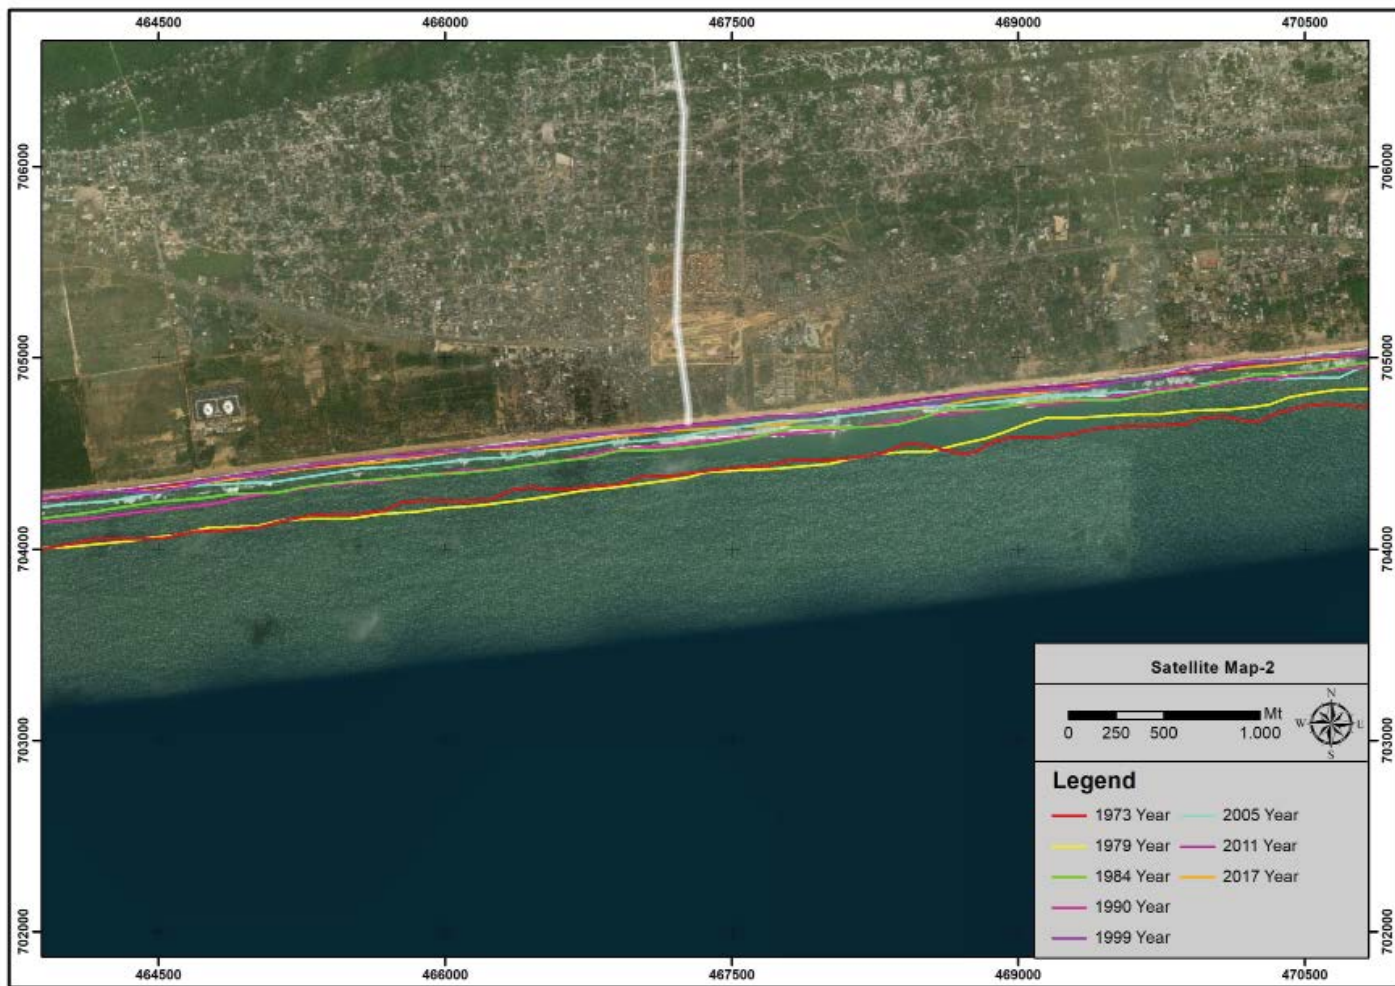 464500 466000 467500 469000 470500
706000 706000
705000 705000
704000 704000
703000 703000
702000 702000
Satellite Map-2
Mt
0 250 500 1.000
N
W E
S
Legend
1973 Year 2005 Year
1979 Year 2011 Year
1984 Year 2017 Year
1990 Year
1999 Year
464500 466000 467500 469000 470500